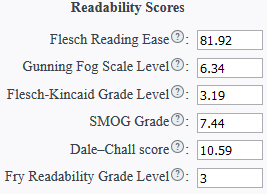 Readability Scores
Flesch Reading Ease?: 81.92
Gunning Fog Scale Level?: 6.34
Flesch-Kincaid Grade Level?: 3.19
SMOG Grade?: 7.44
Dale–Chall score?: 10.59
Fry Readability Grade Level?: 3